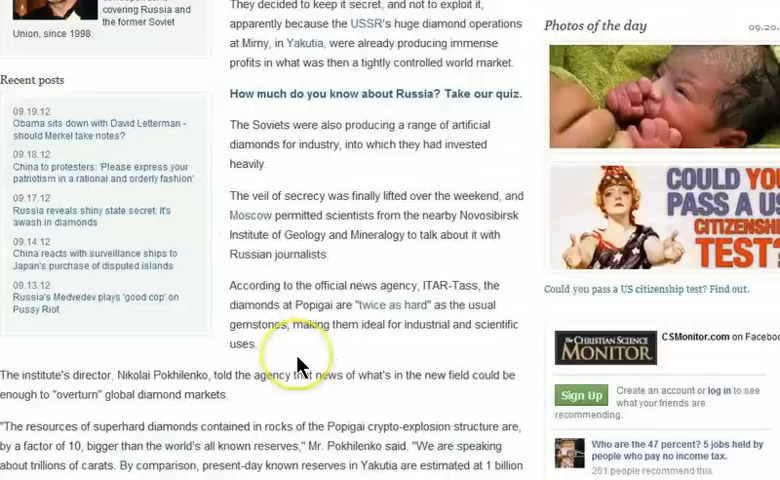 covering Russia and
the former Soviet
Union, since 1998.
Recent posts
09.19.12
Obama sits down with David Letterman -
should Merkel take notes?
09.18.12
China to protesters: 'Please express your
patriotism in a rational and orderly fashion'
09.17.12
Russia reveals shiny state secret: It's
awash in diamonds
09.14.12
China reacts with surveillance ships to
Japan's purchase of disputed islands
09.13.12
Russia's Medvedev plays 'good cop' on
Pussy Riot
They decided to keep it secret, and not to exploit it,
apparently because the USSR's huge diamond operations
at Mirny, in Yakutia, were already producing immense
profits in what was then a tightly controlled world market.
How much do you know about Russia? Take our quiz.
The Soviets were also producing a range of artificial
diamonds for industry, into which they had invested
heavily.
The veil of secrecy was finally lifted over the weekend, and
Moscow permitted scientists from the nearby Novosibirsk
Institute of Geology and Mineralogy to talk about it with
Russian journalists.
According to the official news agency, ITAR-Tass, the
diamonds at Popigai are "twice as hard" as the usual
gemstones, making them ideal for industrial and scientific
uses.
The institute's director, Nikolai Pokhilenko, told the agency that news of what's in the new field could be
enough to "overturn" global diamond markets.
"The resources of superhard diamonds contained in rocks of the Popigai crypto-explosion structure are,
by a factor of 10, bigger than the world's all known reserves," Mr. Pokhilenko said. "We are speaking
about trillions of carats. By comparison, present-day known reserves in Yakutia are estimated at 1 billion
Photos of the day
09.20.
COULD YOU
PASS A US
CITIZENSHIP
TEST?
Could you pass a US citizenship test? Find out.
THE CHRISTIAN SCIENCE
MONITOR
CSMonitor.com on Facebook
Sign Up
Create an account or log in to see
what your friends are
recommending.
Who are the 47 percent? 5 jobs held by
people who pay no income tax.
261 people recommend this.